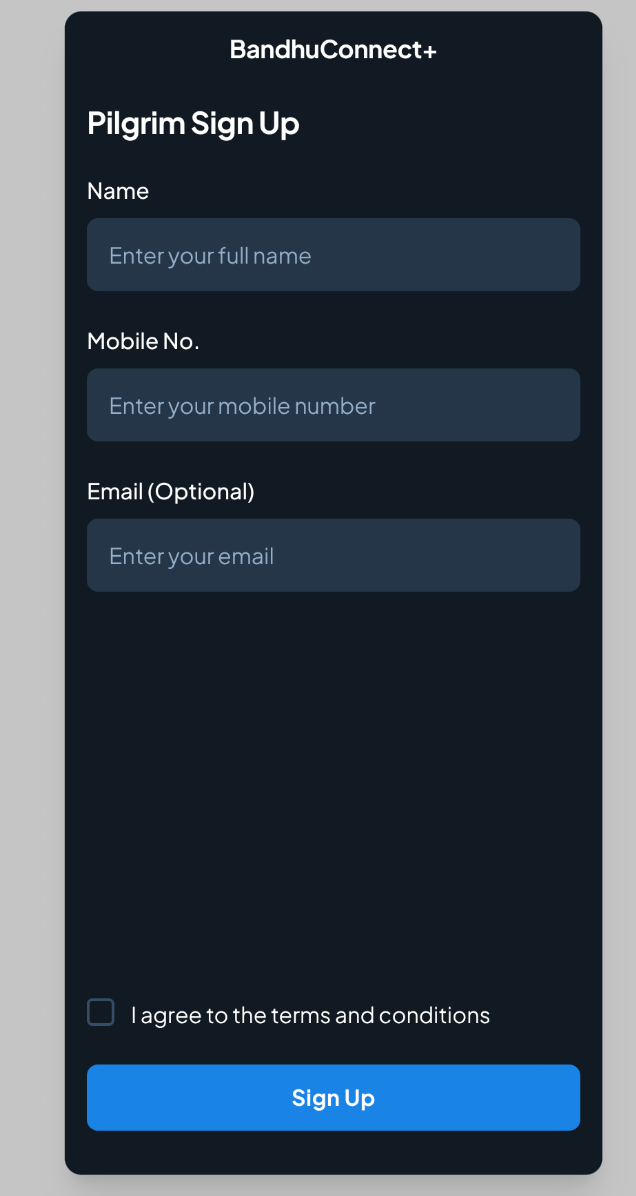 BandhuConnect+
Pilgrim Sign Up
Name
Enter your full name
Mobile No.
Enter your mobile number
Email (Optional)
Enter your email
I agree to the terms and conditions
Sign Up